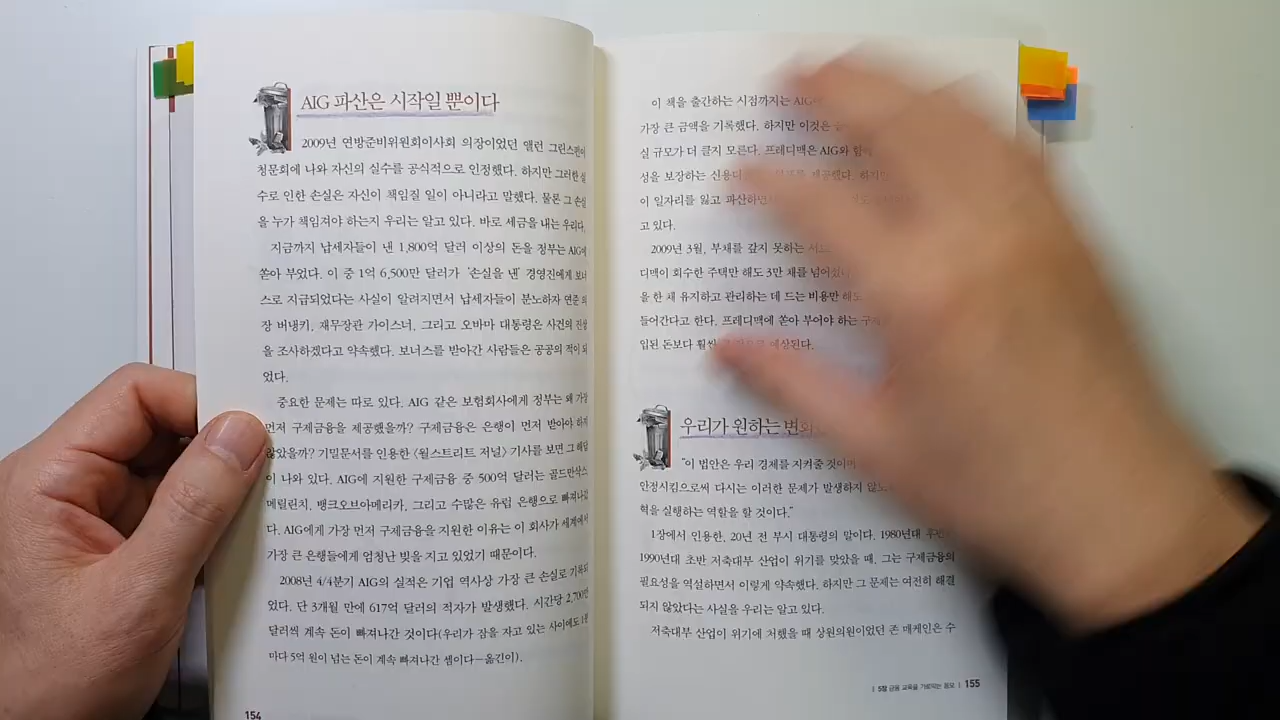 AIG 파산은 시작일 뿐이다
2009년 연방준비위원회이사회 의장이었던 앨런 그린스펀이
청문회에 나와 자신의 실수를 공식적으로 인정했다. 하지만 그러한 실
수로 인한 손실은 자신이 책임질 일이 아니라고 말했다. 물론 그 손실
을 누가 책임져야 하는지 우리는 알고 있다. 바로 세금을 내는 우리다.
지금까지 납세자들이 낸 1,800억 달러 이상의 돈을 정부는 AIG에
쏟아 부었다. 이 중 1억 6,500만 달러가 ‘손실을 낸’ 경영진에게 보너
스로 지급되었다는 사실이 알려지면서 납세자들이 분노하자 연준 의
장 버냉키, 재무장관 가이스너, 그리고 오바마 대통령은 사건의 진상
을 조사하겠다고 약속했다. 보너스를 받아간 사람들은 공공의 적이 되
었다.
중요한 문제는 따로 있다. AIG 같은 보험회사에게 정부는 왜 가장
먼저 구제금융을 제공했을까? 구제금융은 은행이 먼저 받아야 하지
않았을까? 기밀문서를 인용한 〈월스트리트 저널〉 기사를 보면 그 해답
이 나와 있다. AIG에 지원한 구제금융 중 500억 달러는 골드만삭스
메릴린치, 뱅크오브아메리카, 그리고 수많은 유럽 은행으로 빠져나갔
다. AIG에게 가장 먼저 구제금융을 지원한 이유는 이 회사가 세계에서
가장 큰 은행들에게 엄청난 빚을 지고 있었기 때문이다.
2008년 4/4분기 AIG의 실적은 기업 역사상 가장 큰 손실로 기록되
었다. 단 3개월 만에 617억 달러의 적자가 발생했다. 시간당 2,700만
달러씩 계속 돈이 빠져나간 것이다(우리가 잠을 자고 있는 사이에도 1분
마다 5억 원이 넘는 돈이 계속 빠져나간 셈이다—옮긴이).
154
이 책을 출간하는 시점까지는
가장 큰 금액을 기록했다. 하지만 이것은
실 규모가 더 클지 모른다. 프레디맥은 AIG와
성을 보장하는
이 일자리를 잃고
고 있다.
2009년 3월, 부채를 갚지 못하는
디맥이 회수한 주택만 해도 3만 채를
을 한 채 유지하고 관리하는 데 드는 비용만
들어간다고 한다. 프레디맥에 쏟아 부어야 하는
입된 돈보다 예상된다.
우리가 원하는
“이 법안은 우리 경제를 지켜줄
안정시킴으로써 다시는 이러한 문제가 발생하지
혁을 실행하는 역할을 할 것이다.”
1장에서 인용한, 20년 전 부시 대통령의 말이다. 1980년대
1990년대 초반 저축대부 산업이 위기를 맞았을 때, 그는 구제금융의
필요성을 역설하면서 이렇게 약속했다. 하지만 그 문제는 여전히 해결
되지 않았다는 사실을 우리는 알고 있다.
저축대부 산업이 위기에 처했을 때 상원의원이었던 존 매케인은 수
| 5장 금융 교육을 가로막는 음모 | 155